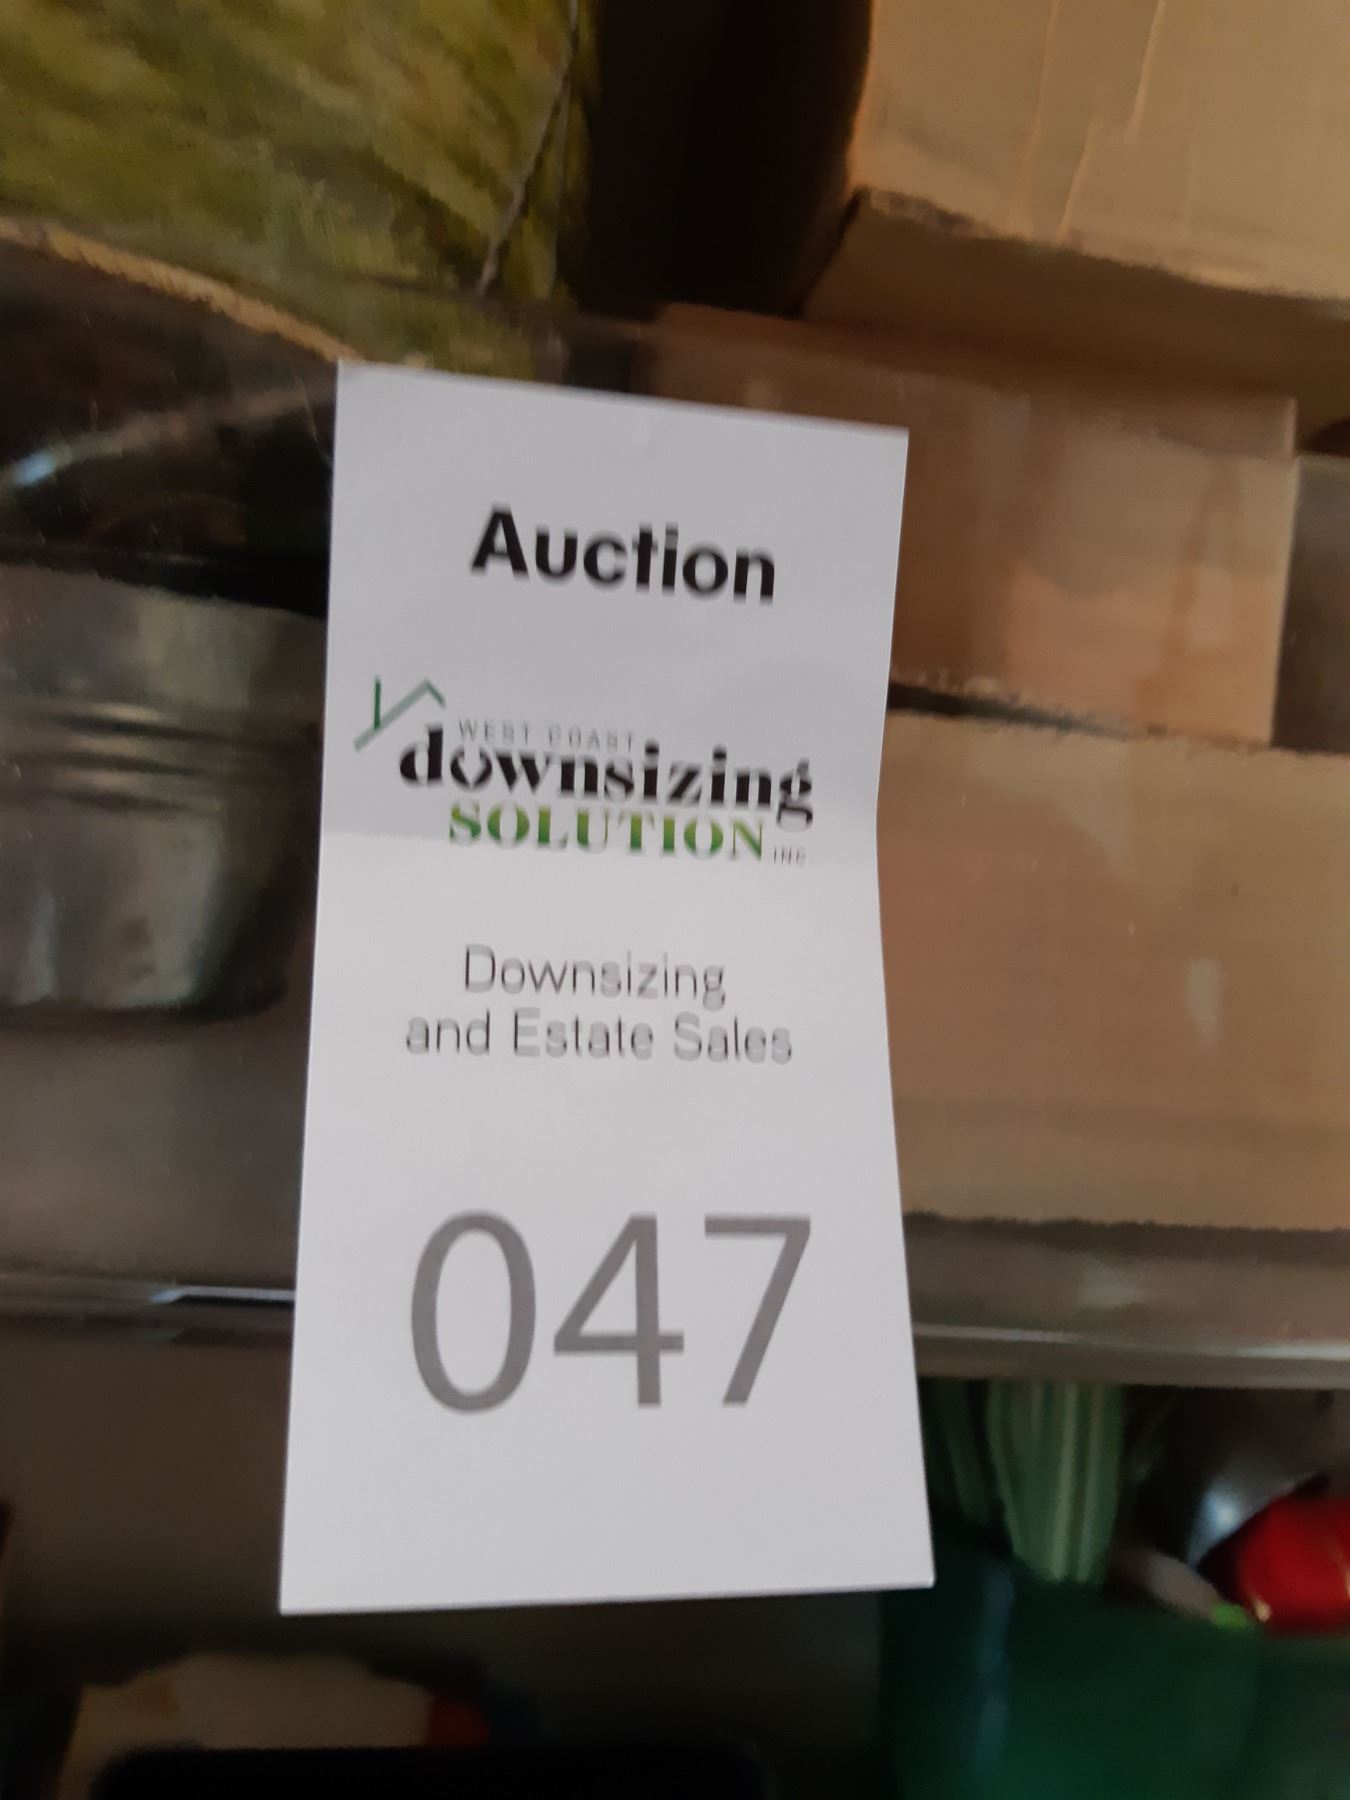 Auction
WEST COAST
downsizing
SOLUTION INC
Downsizing
and Estate Sales
047